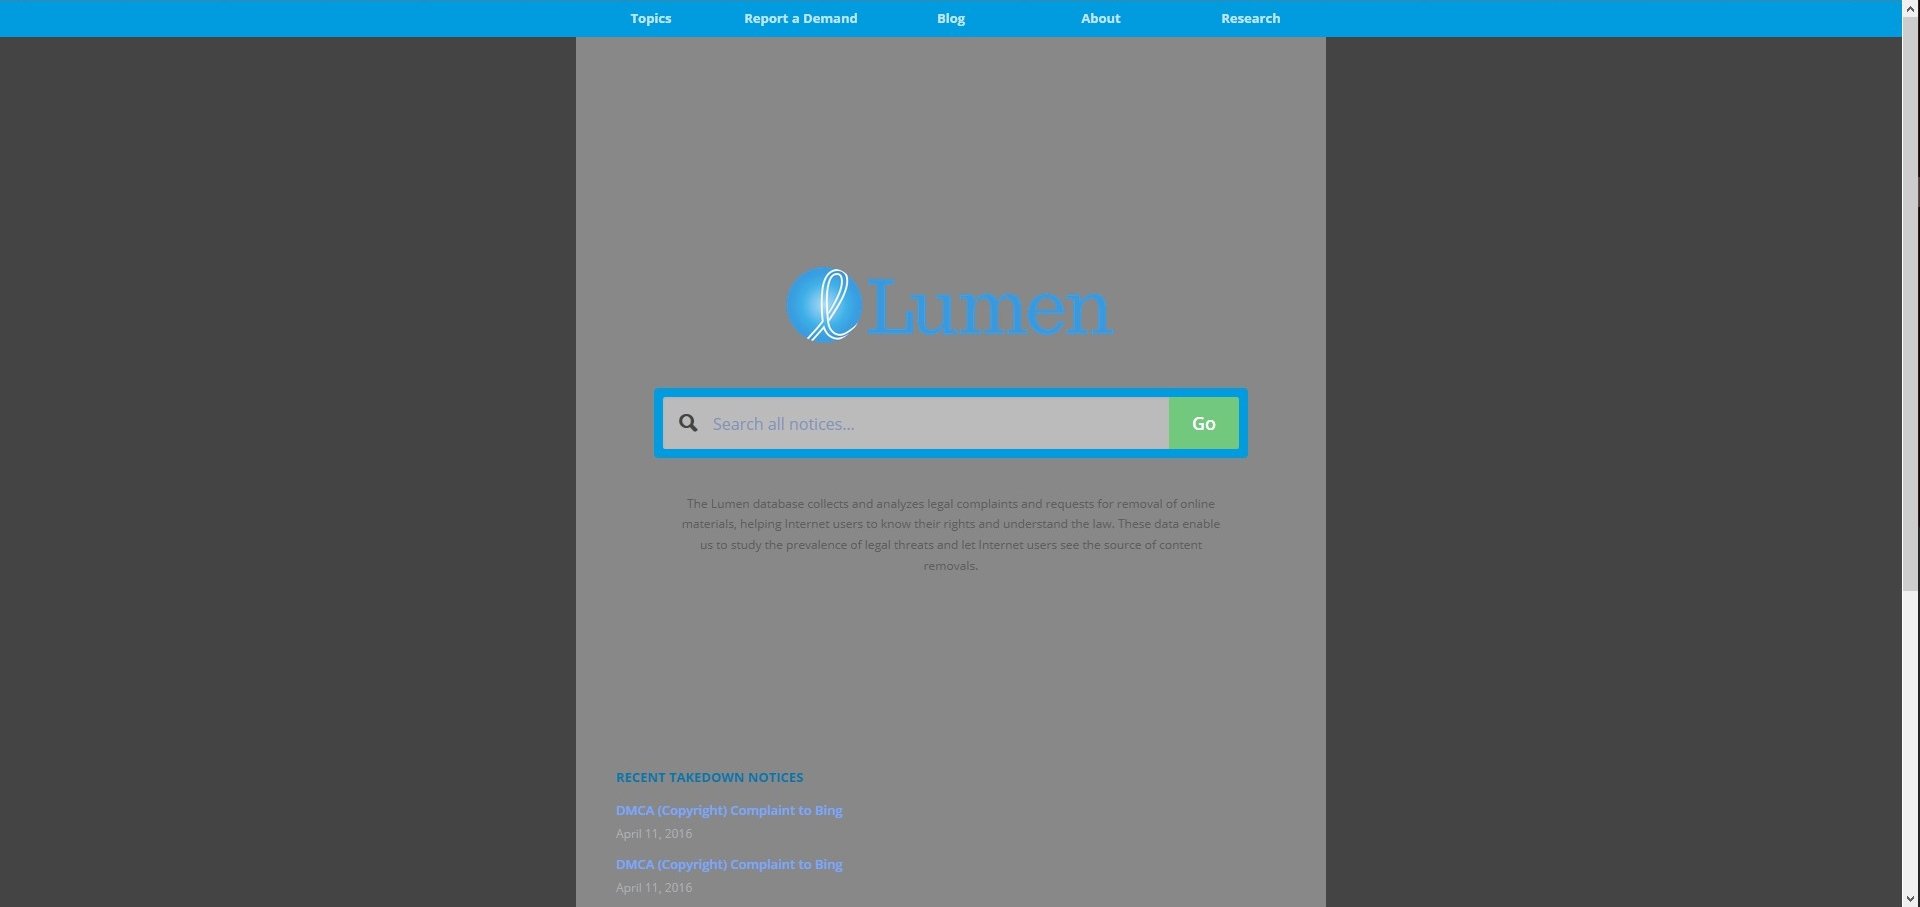 Topics Report a Demand Blog About Research
Lumen
Search all notices... Go
The Lumen database collects and analyzes legal complaints and requests for removal of online
materials, helping Internet users to know their rights and understand the law. These data enable
us to study the prevalence of legal threats and let Internet users see the source of content
removals.
RECENT TAKEDOWN NOTICES
DMCA (Copyright) Complaint to Bing
April 11, 2016
DMCA (Copyright) Complaint to Bing
April 11, 2016